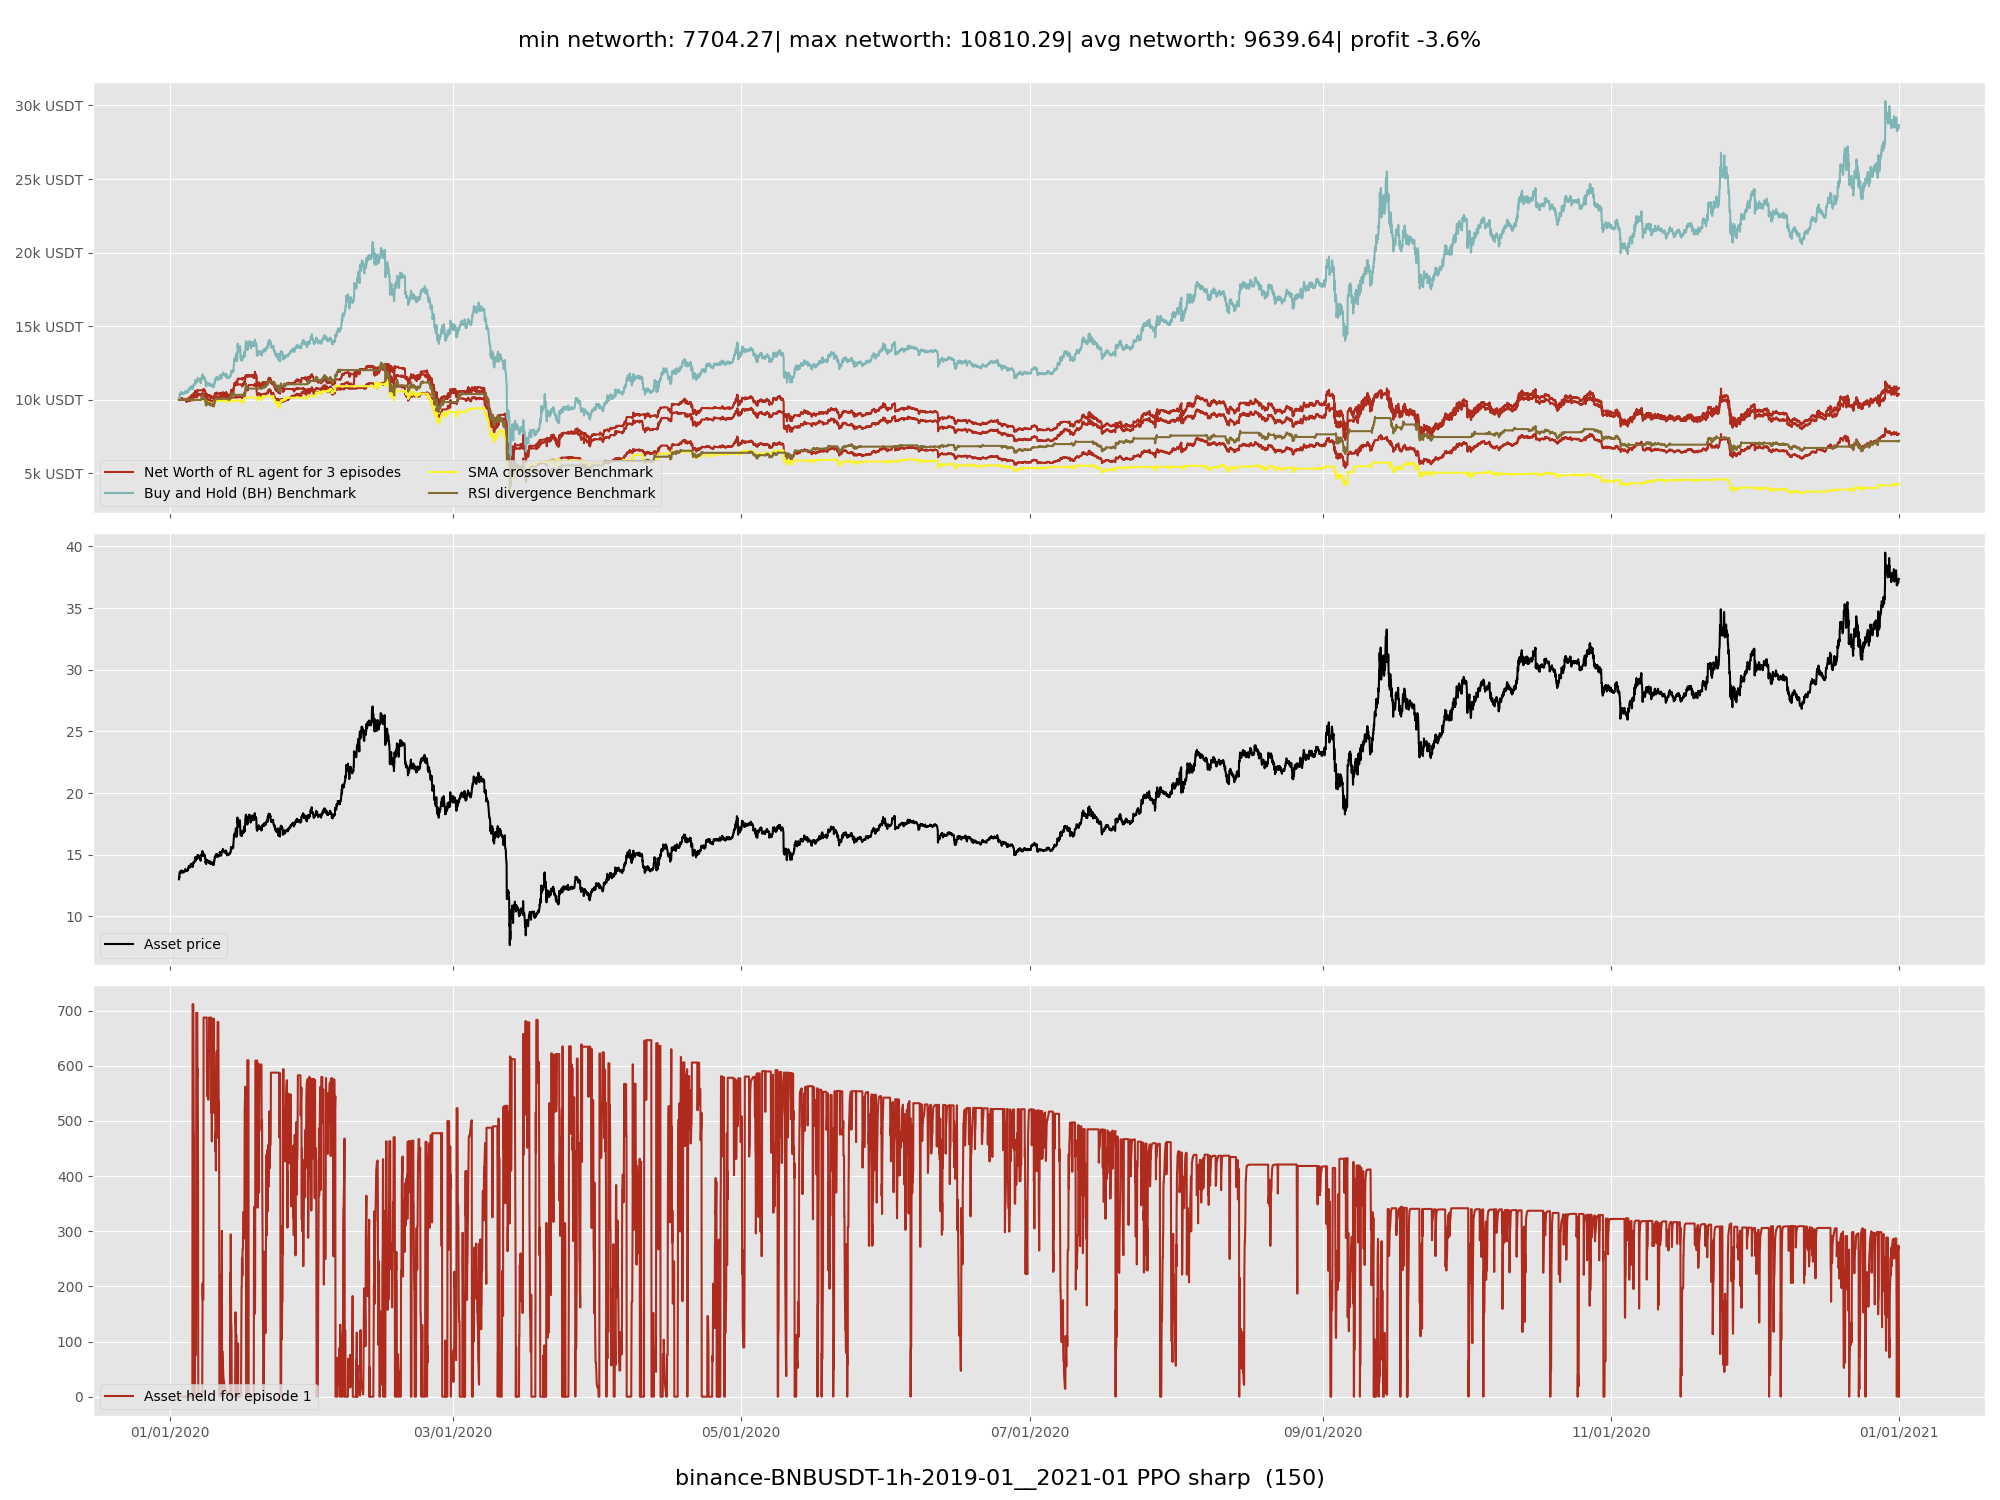 min networth: 7704.27| max networth: 10810.29| avg networth: 9639.64| profit -3.6%
30k USDT
25k USDT
20k USDT
15k USDT
10k USDT
5k USDT
Net Worth of RL agent for 3 episodes
Buy and Hold (BH) Benchmark
SMA crossover Benchmark
RSI divergence Benchmark
40
35
30
25
20
15
10
Asset price
700
600
500
400
300
200
100
0
Asset held for episode 1
01/01/2020 03/01/2020 05/01/2020 07/01/2020 09/01/2020 11/01/2020 01/01/2021
binance-BNBUSDT-1h-2019-01__2021-01 PPO sharp (150)